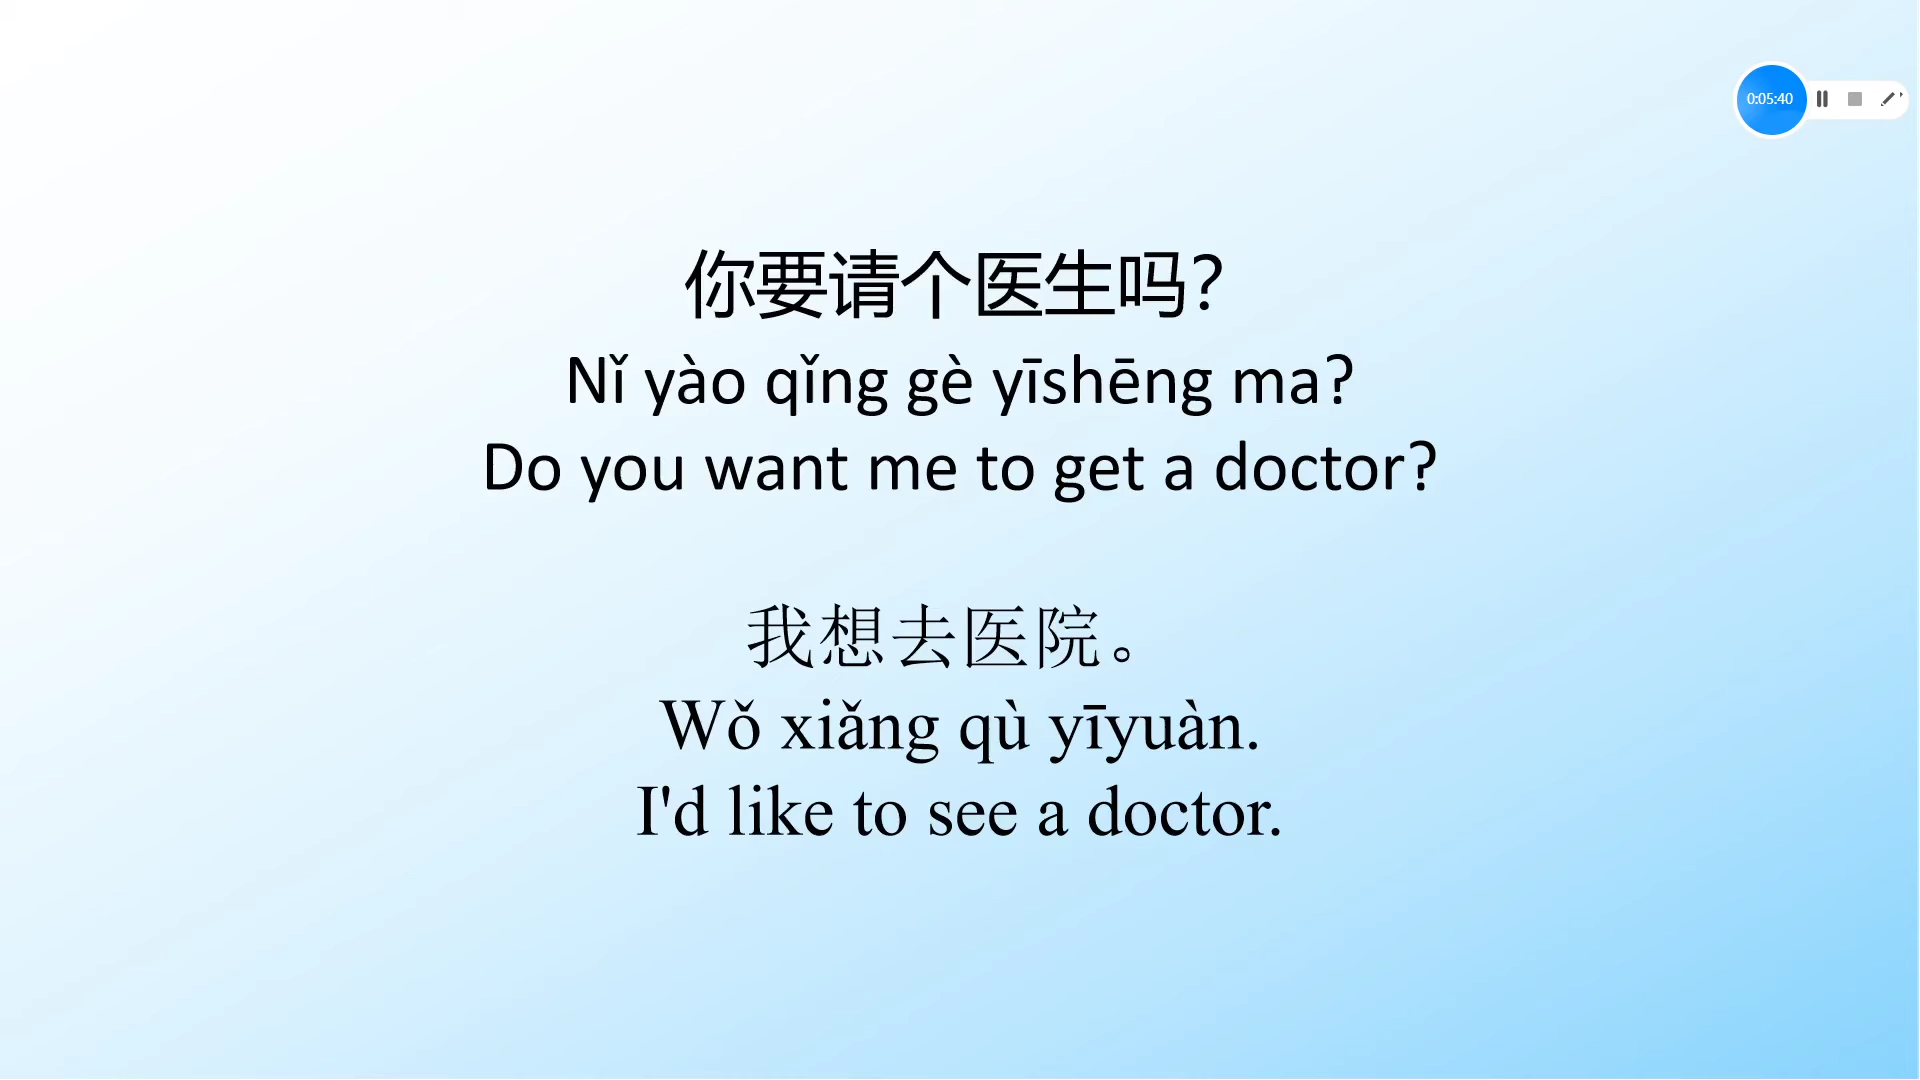 0:05:40
你要请个医生吗?
Nǐ yào qǐng gè yīshēng ma?
Do you want me to get a doctor?
我想去医院。
Wǒ xiǎng qù yīyuàn.
I'd like to see a doctor.